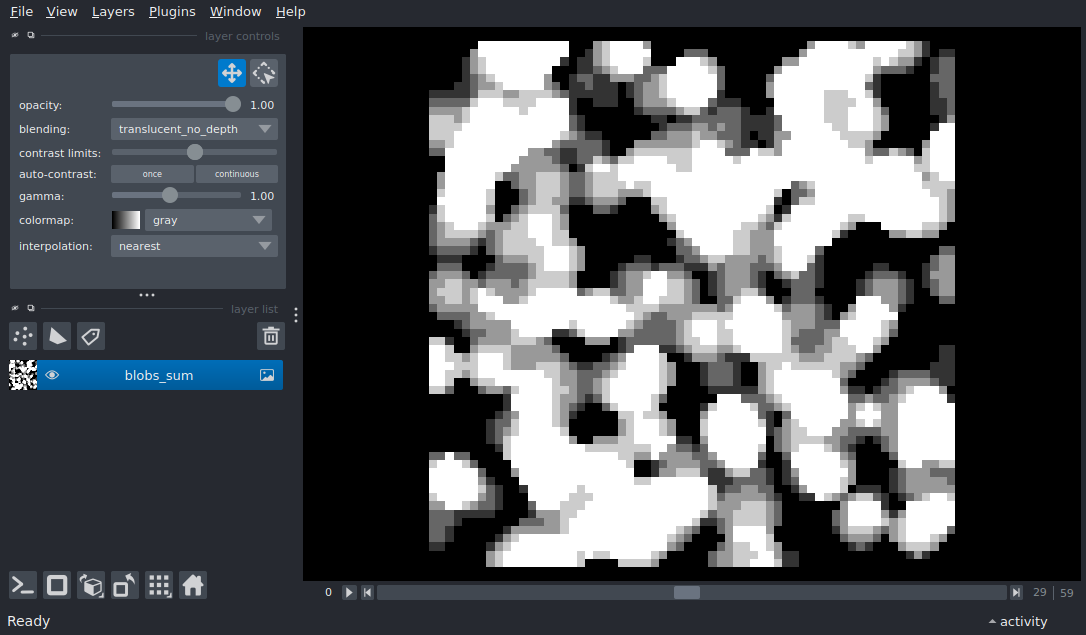 File View Layers Plugins Window Help
layer controls
opacity: 1.00
blending: translucent_no_depth
contrast limits:
auto-contrast: once continuous
gamma: 1.00
colormap: gray
interpolation: nearest
layer list
blobs_sum
0 29 59
Ready activity